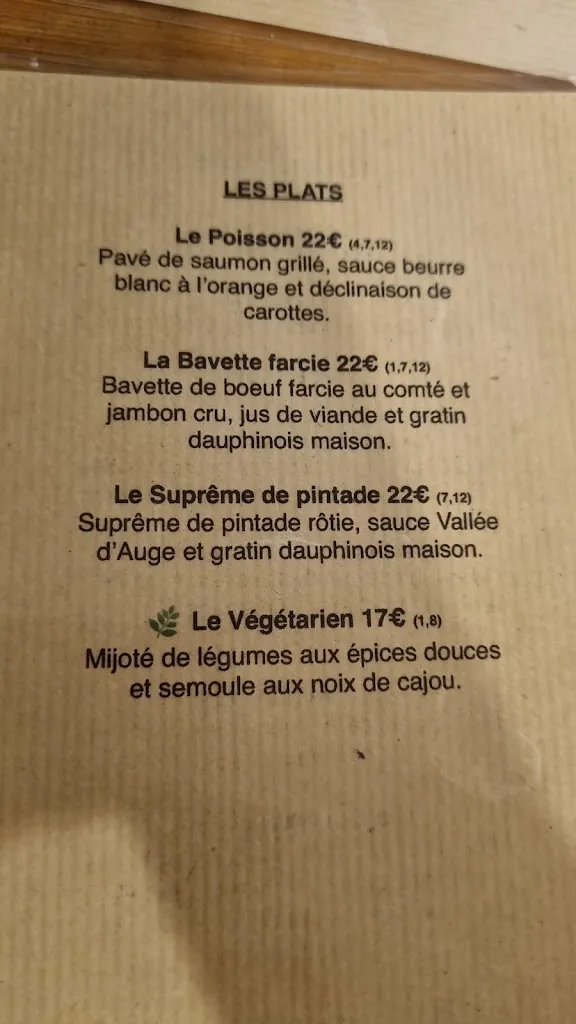 LES PLATS
Le Poisson 22€ (4,7,12)
Pavé de saumon grillé, sauce beurre
blanc à l'orange et déclinaison de
carottes.
La Bavette farcie 22€ (1,7,12)
Bavette de boeuf farcie au comté et
jambon cru, jus de viande et gratin
dauphinois maison.
Le Suprême de pintade 22€ (7,12)
Suprême de pintade rôtie, sauce Vallée
d'Auge et gratin dauphinois maison.
Le Végétarien 17€ (1,8)
Mijoté de légumes aux épices douces
et semoule aux noix de cajou.